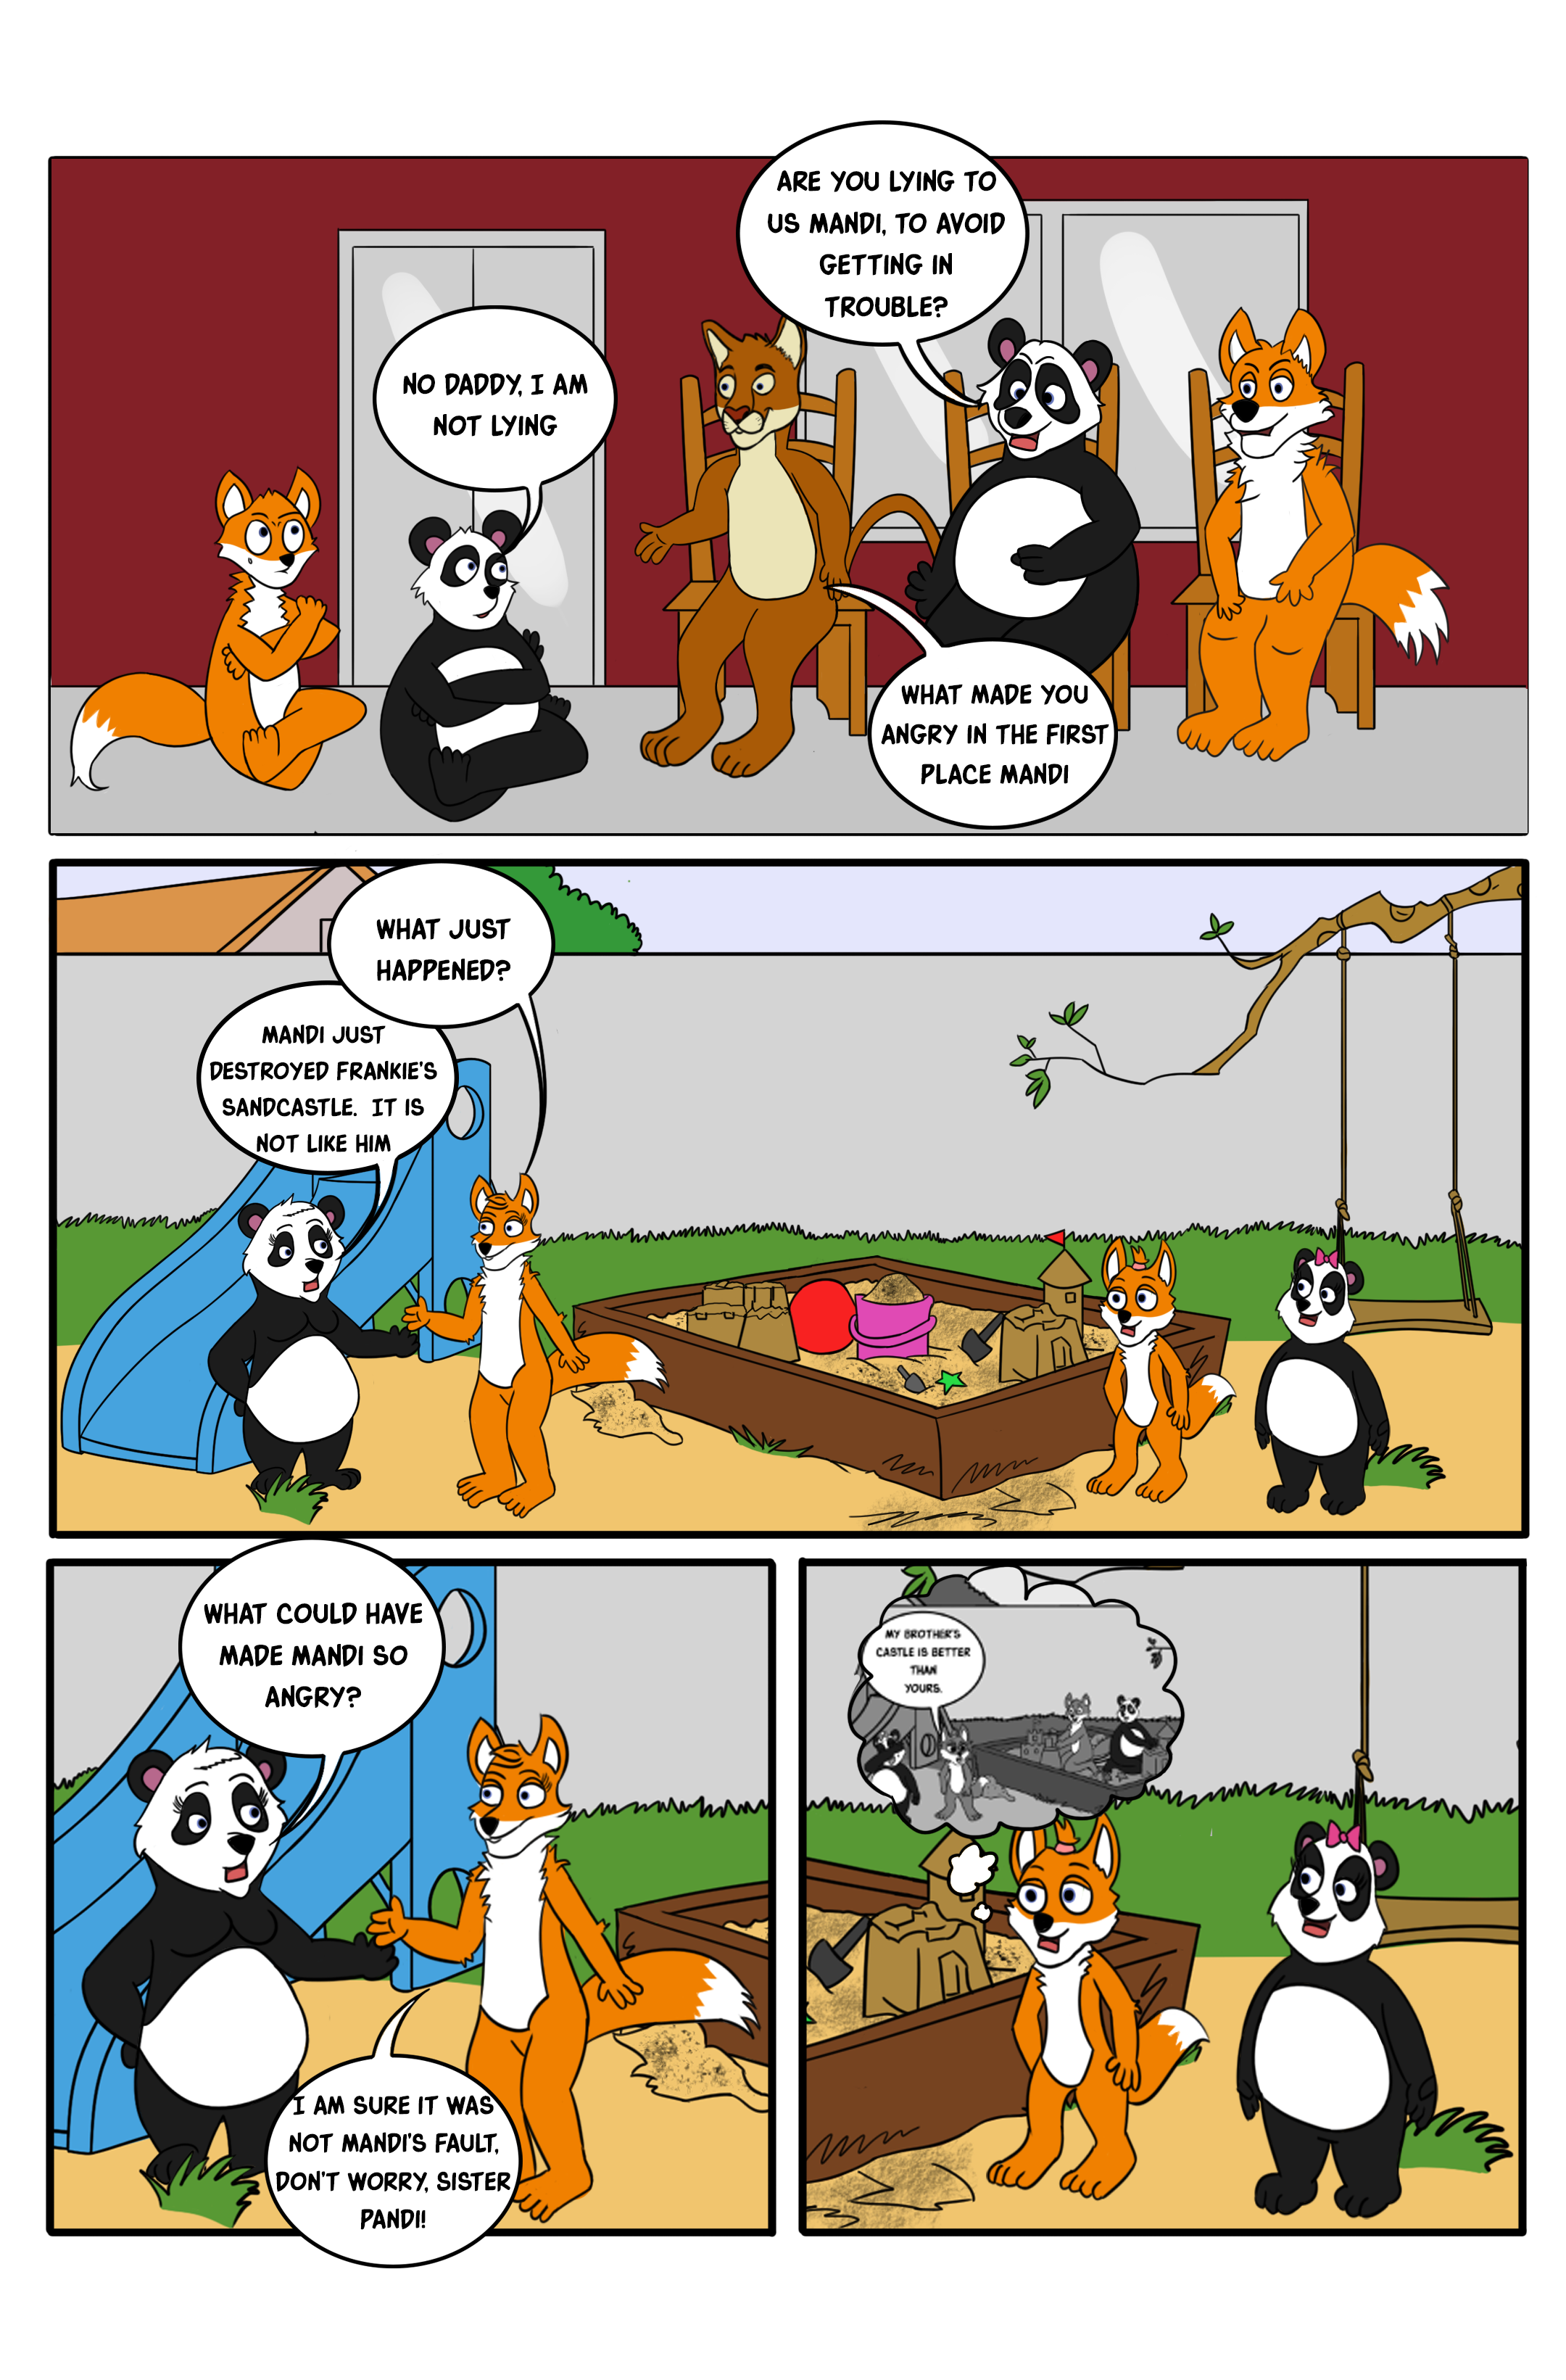 NO DADDY, I AM
NOT LYING
ARE YOU LYING TO
US MANDI, TO AVOID
GETTING IN
TROUBLE?
WHAT MADE YOU
ANGRY IN THE FIRST
PLACE MANDI
WHAT JUST
HAPPENED?
MANDI JUST
DESTROYED FRANKIE'S
SANDCASTLE. IT IS
NOT LIKE HIM
WHAT COULD HAVE
MADE MANDI SO
ANGRY?
I AM SURE IT WAS
NOT MANDI'S FAULT,
DON'T WORRY, SISTER
PANDI!
MY BROTHER'S
CASTLE IS BETTER
THAN
YOURS.